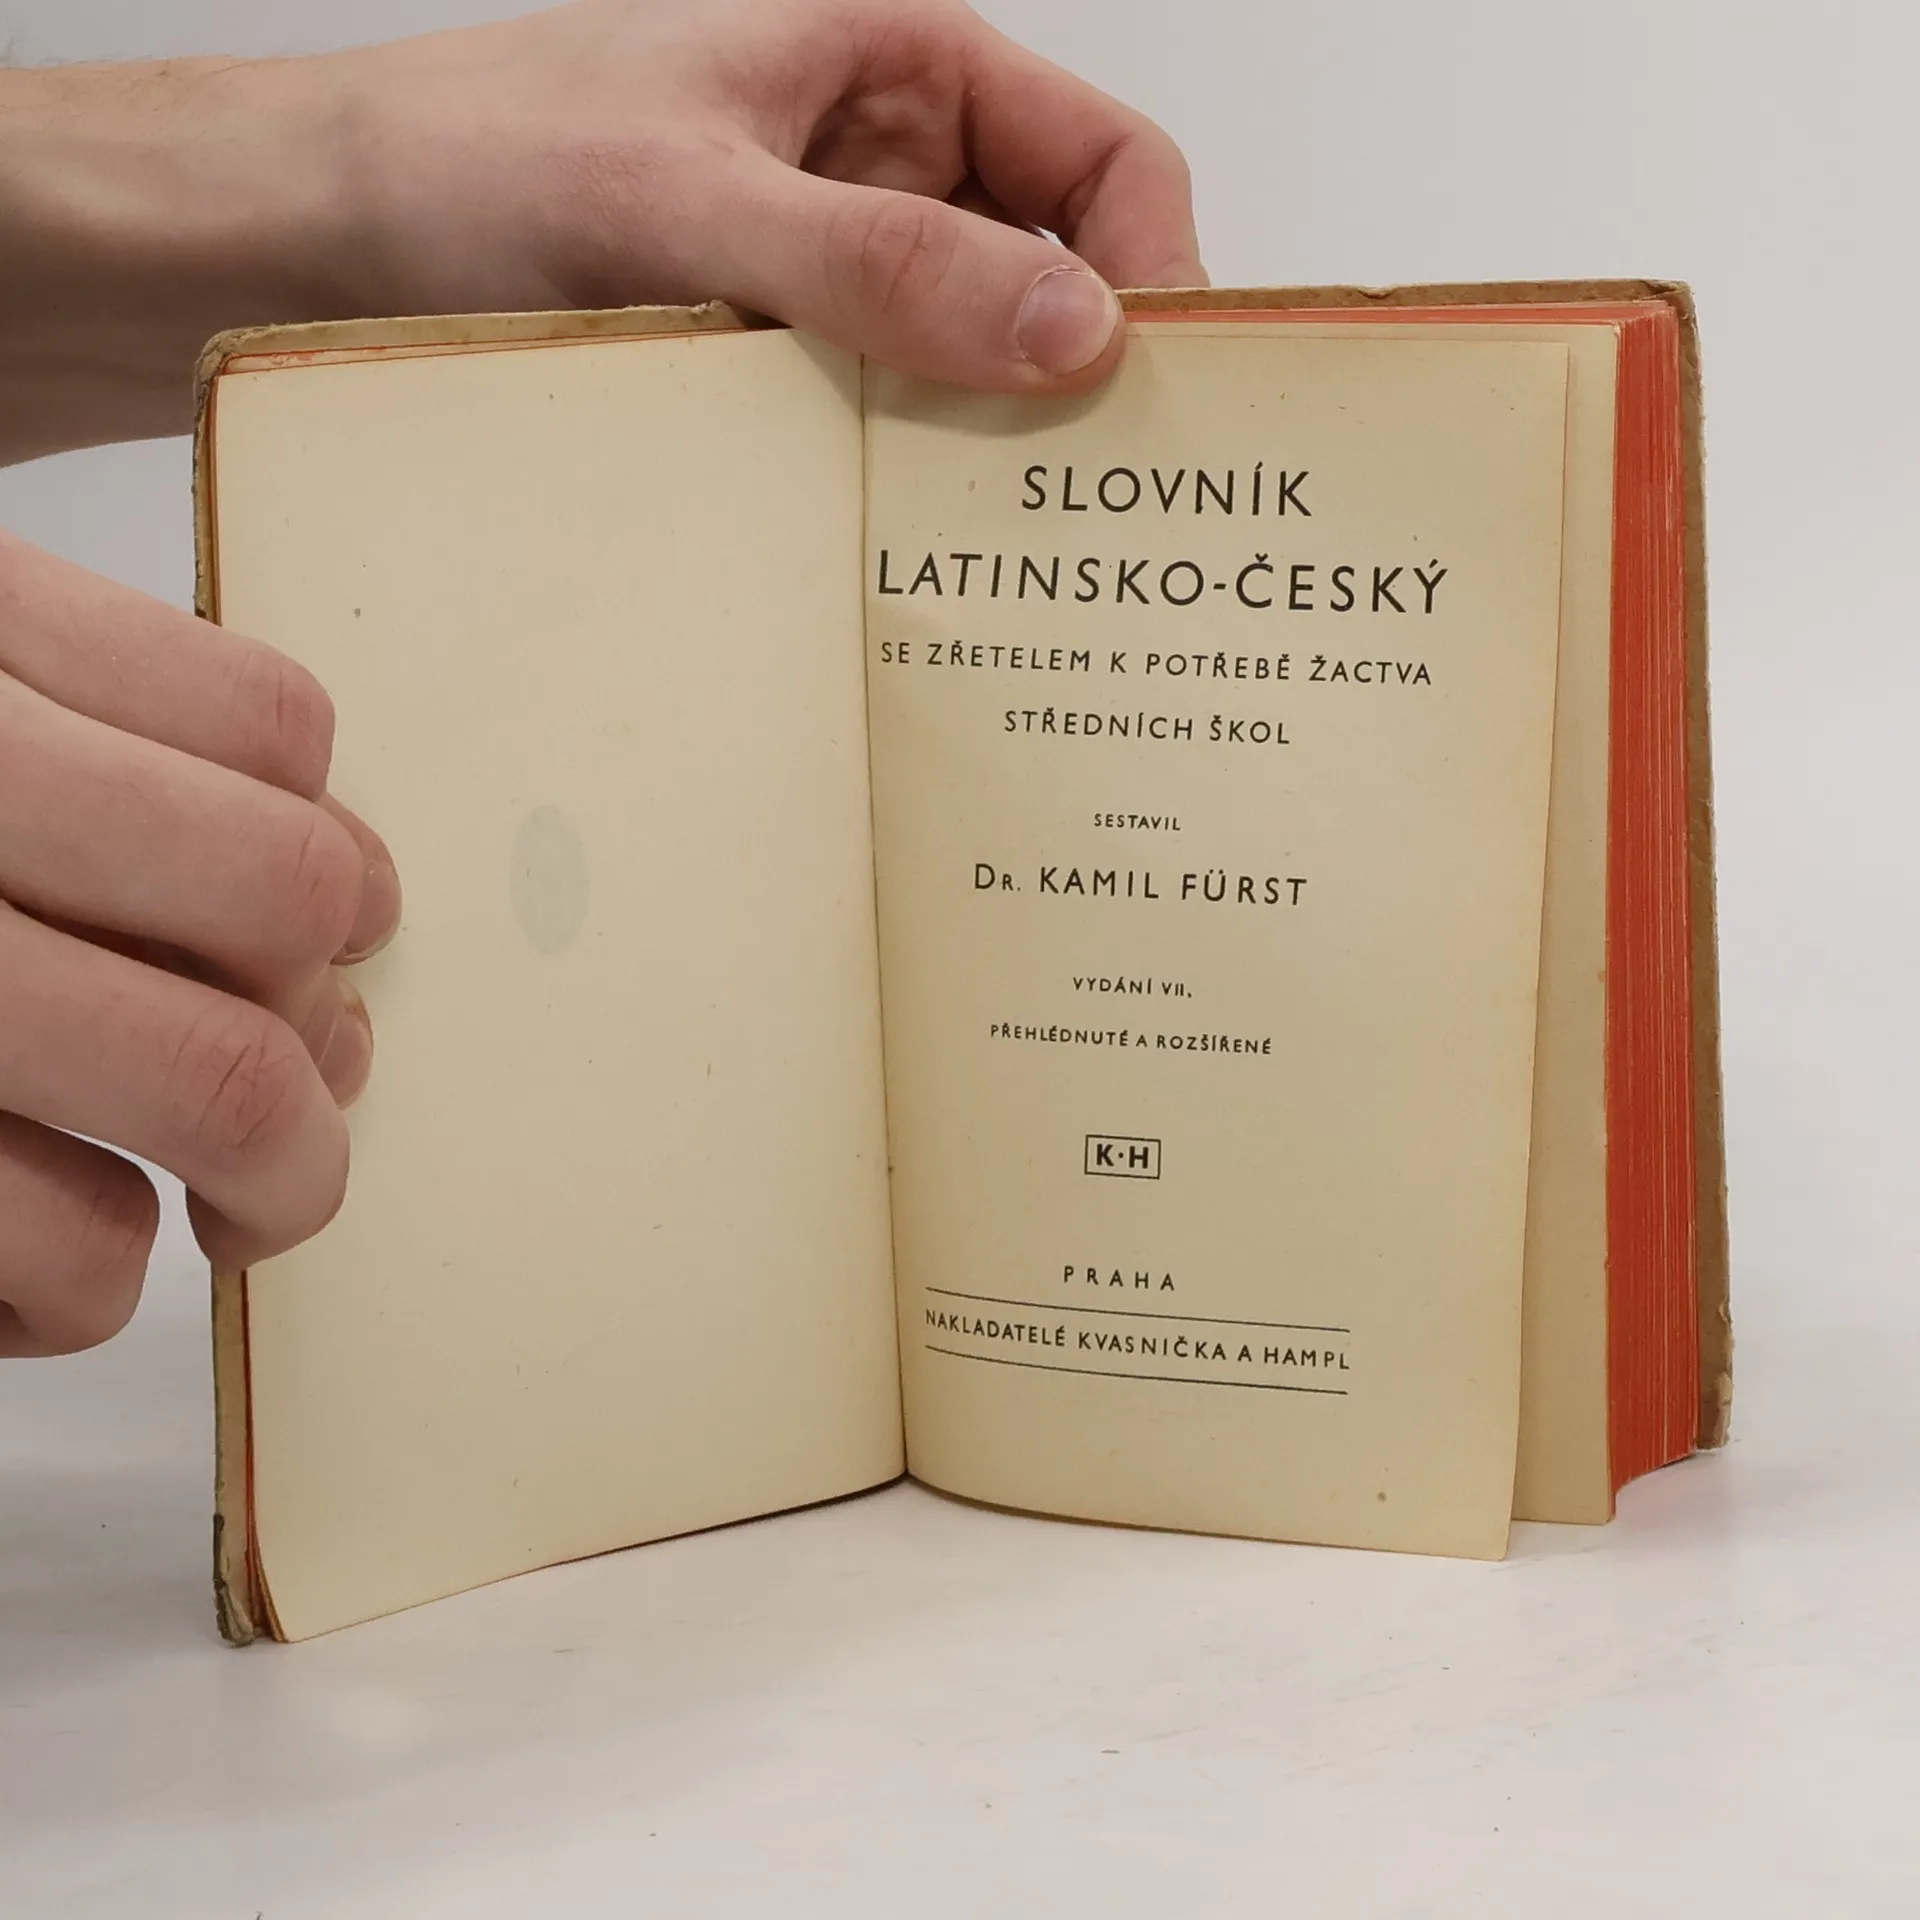 SLOVNÍK
LATINSKO-ČESKÝ
SE ZŘETELEM K POTŘEBĚ ŽACTVA
STŘEDNÍCH ŠKOL
SESTAVIL
DR. KAMIL FÜRST
VYDÁNÍ VII.
PŘEHLÉDNUTÉ A ROZŠÍŘENÉ
K·H
PRAHA
NAKLADATELÉ KVASNIČKA A HAMPL